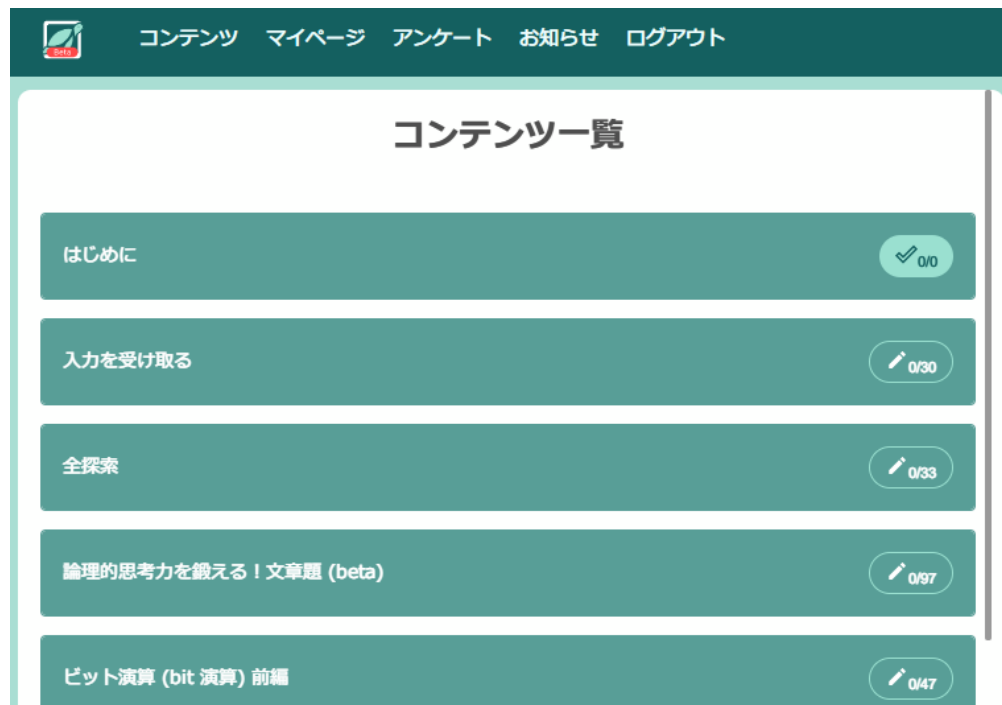 Beta
コンテンツ マイページ アンケート お知らせ ログアウト
コンテンツ一覧
はじめに 0/0
入力を受け取る 0/30
全探索 0/33
論理的思考力を鍛える！文章題 (beta) 0/97
ビット演算 (bit 演算) 前編 0/47